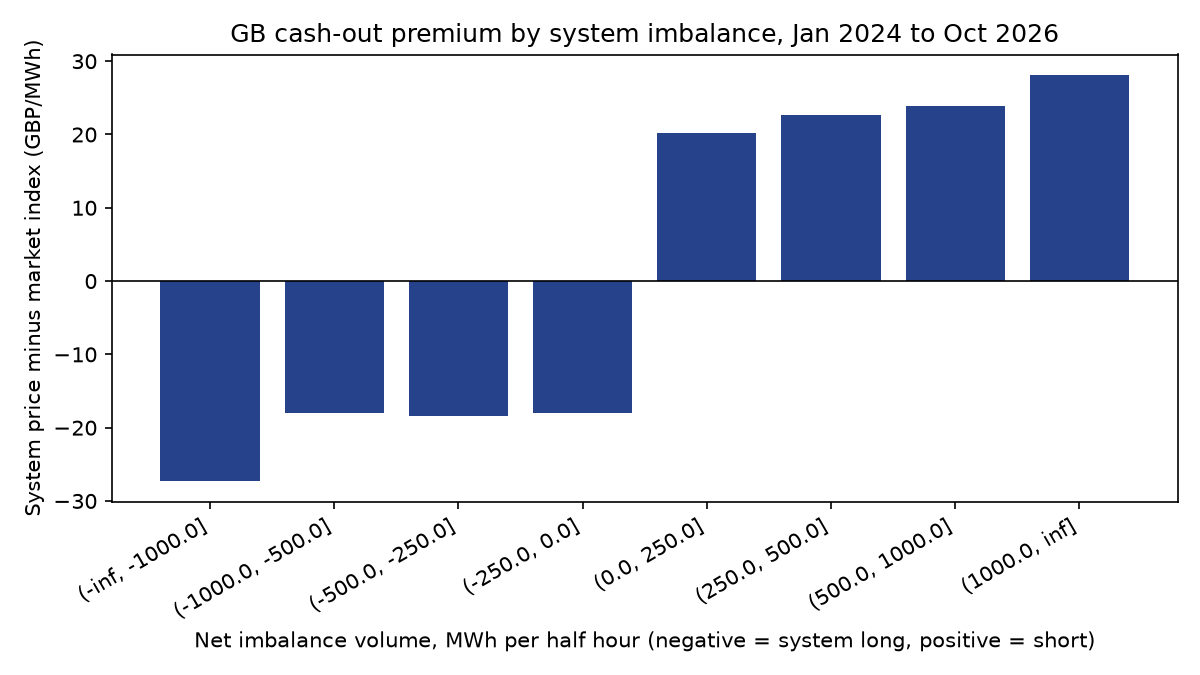 GB cash-out premium by system imbalance, Jan 2024 to Oct 2026
System price minus market index (GBP/MWh)
30
20
10
0
−10
−20
−30
(-inf, -1000.0]
(-1000.0, -500.0]
(-500.0, -250.0]
(-250.0, 0.0]
(0.0, 250.0]
(250.0, 500.0]
(500.0, 1000.0]
(1000.0, inf]
Net imbalance volume, MWh per half hour (negative = system long, positive = short)